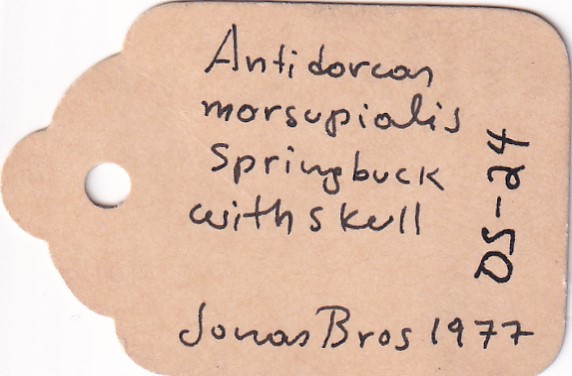 Antidorcas
marsupialis
Springbuck
with skull
Jonas Bros 1977
DS-24